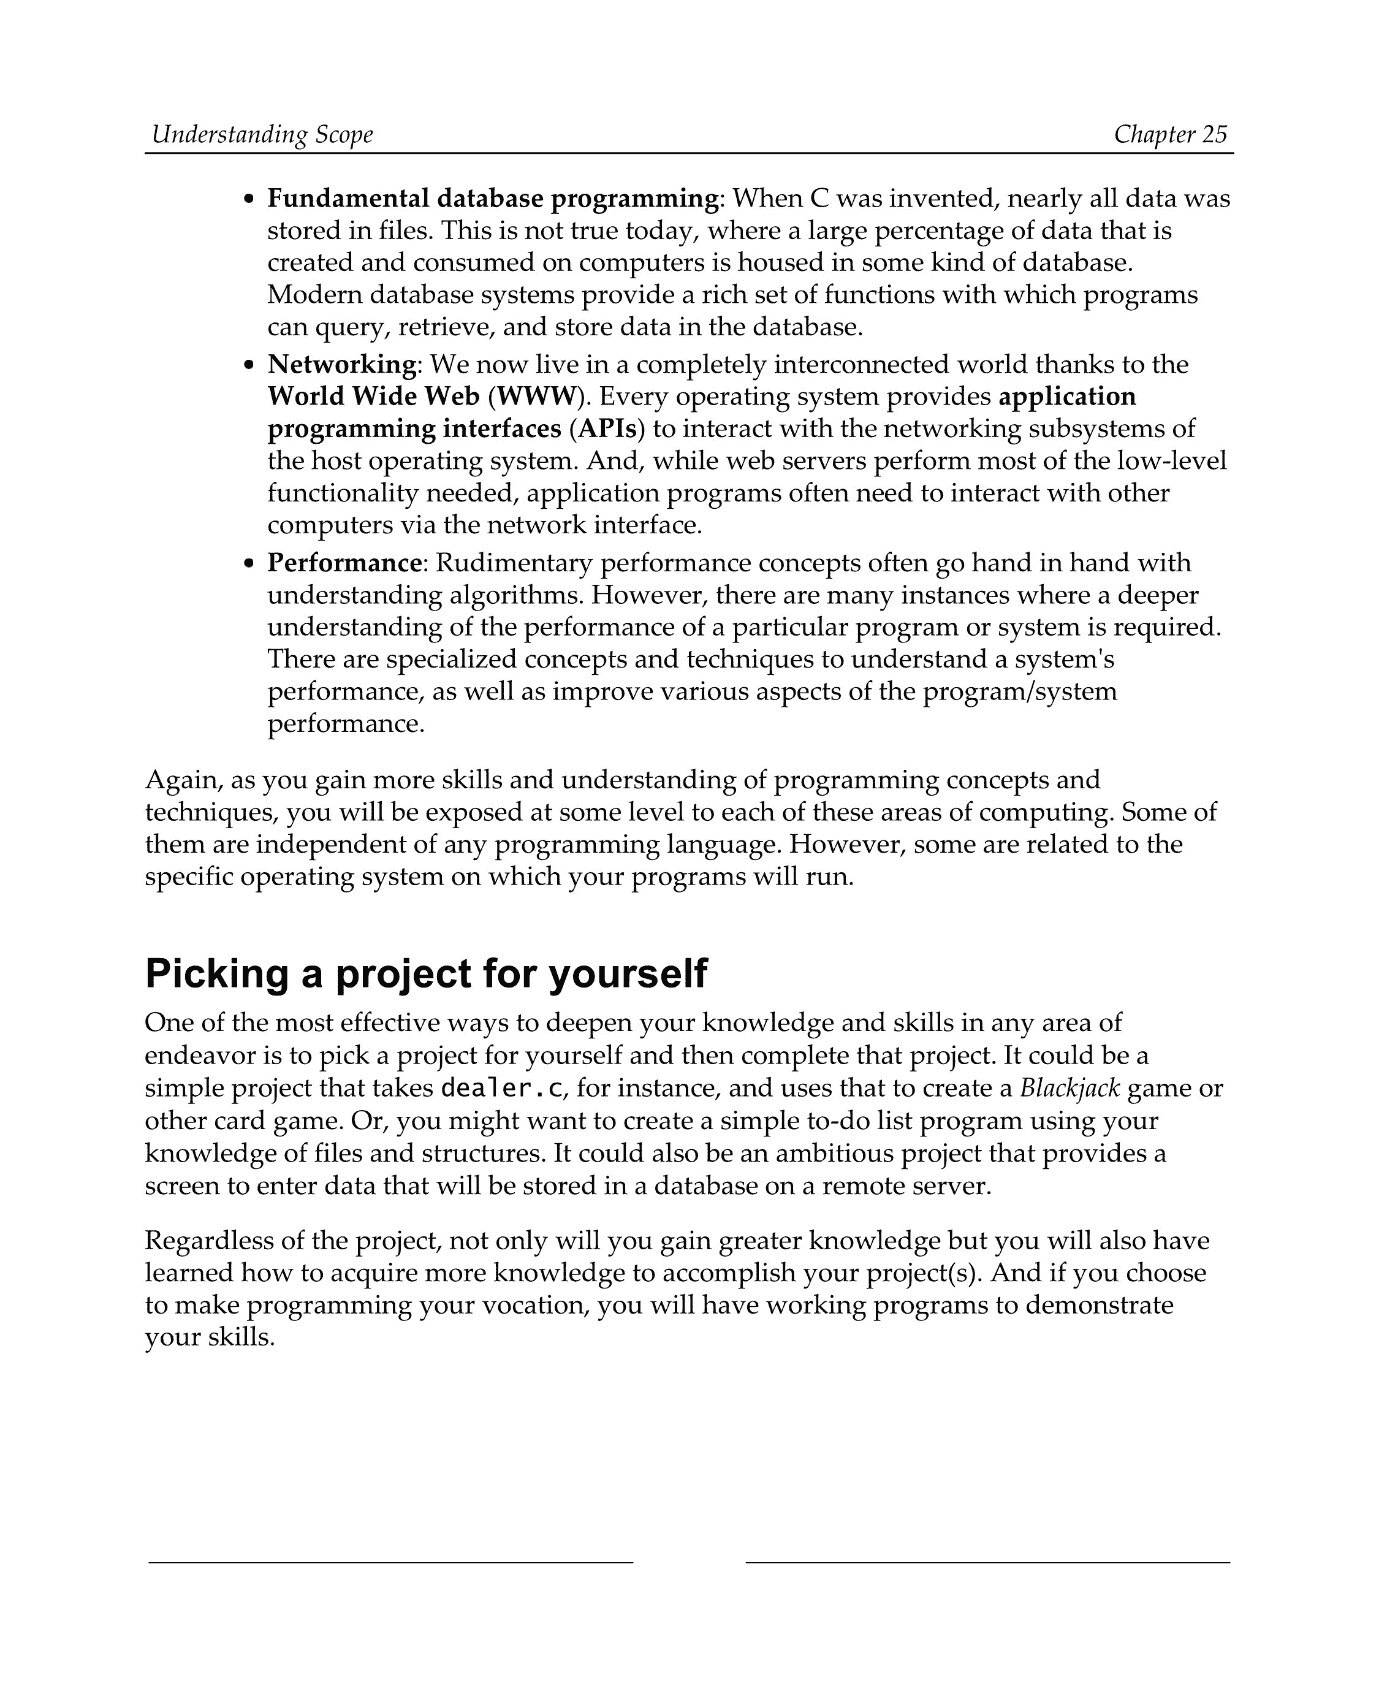 Understanding Scope Chapter 25
• Fundamental database programming: When C was invented, nearly all data was
stored in files. This is not true today, where a large percentage of data that is
created and consumed on computers is housed in some kind of database.
Modern database systems provide a rich set of functions with which programs
can query, retrieve, and store data in the database.
• Networking: We now live in a completely interconnected world thanks to the
World Wide Web (WWW). Every operating system provides application
programming interfaces (APIs) to interact with the networking subsystems of
the host operating system. And, while web servers perform most of the low-level
functionality needed, application programs often need to interact with other
computers via the network interface.
• Performance: Rudimentary performance concepts often go hand in hand with
understanding algorithms. However, there are many instances where a deeper
understanding of the performance of a particular program or system is required.
There are specialized concepts and techniques to understand a system's
performance, as well as improve various aspects of the program/system
performance.
Again, as you gain more skills and understanding of programming concepts and
techniques, you will be exposed at some level to each of these areas of computing. Some of
them are independent of any programming language. However, some are related to the
specific operating system on which your programs will run.
Picking a project for yourself
One of the most effective ways to deepen your knowledge and skills in any area of
endeavor is to pick a project for yourself and then complete that project. It could be a
simple project that takes dealer.c, for instance, and uses that to create a Blackjack game or
other card game. Or, you might want to create a simple to-do list program using your
knowledge of files and structures. It could also be an ambitious project that provides a
screen to enter data that will be stored in a database on a remote server.
Regardless of the project, not only will you gain greater knowledge but you will also have
learned how to acquire more knowledge to accomplish your project(s). And if you choose
to make programming your vocation, you will have working programs to demonstrate
your skills.